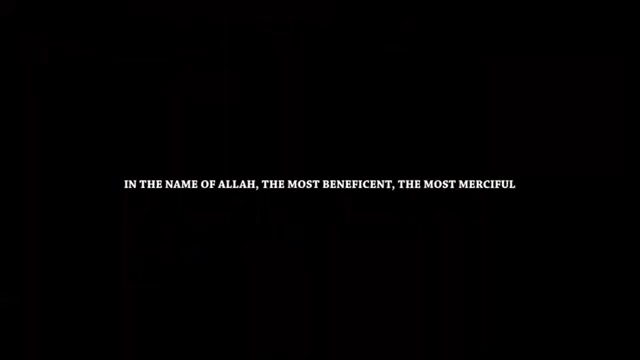 IN THE NAME OF ALLAH, THE MOST BENEFICENT, THE MOST MERCIFUL